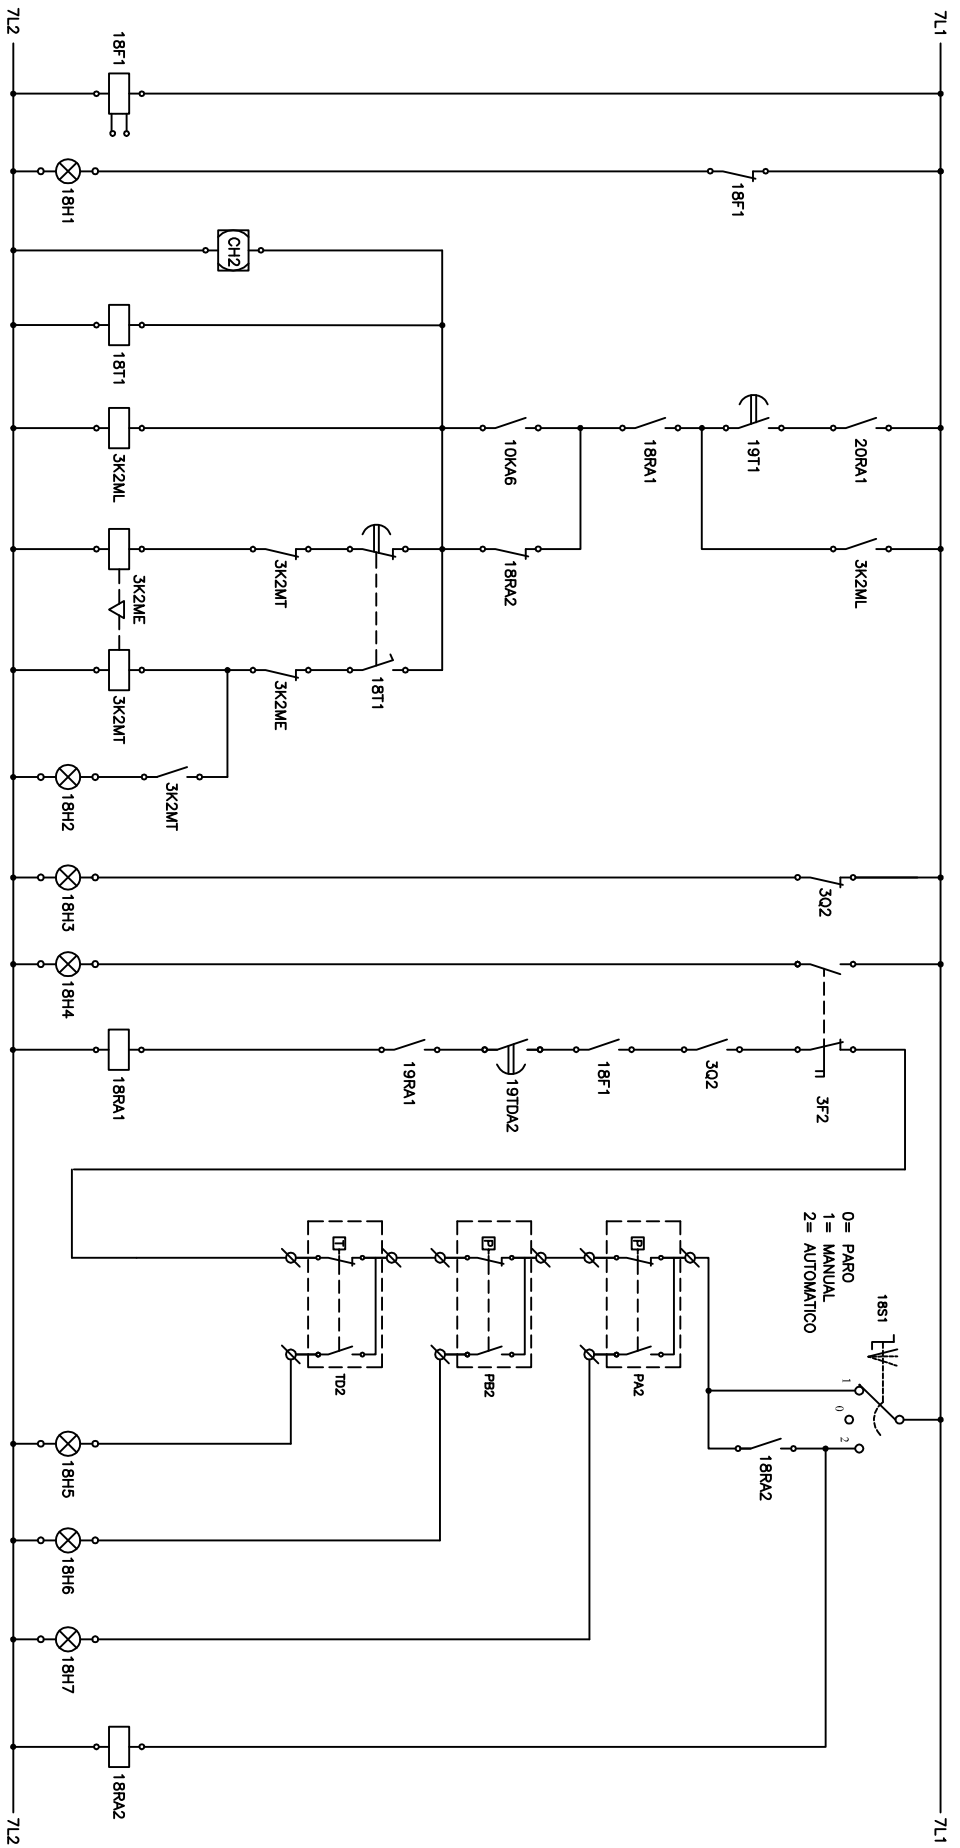 7L1
7L1
18F1
20RA1
3K2ML
3Q2
3F2
0= PARO
1= MANUAL
2= AUTOMATICO
18S1
1
0
2
19T1
18RA1
18RA2
18RA2
10KA6
18F1
3Q2
19TDA2
19RA1
P
PA2
P
PB2
T
TD2
18T1
3K2MT
3K2ME
CH2
3K2MT
18F1
18T1
3K2ML
3K2ME
3K2MT
18RA1
18RA2
18H1
18H2
18H3
18H4
18H5
18H6
18H7
7L2
7L2